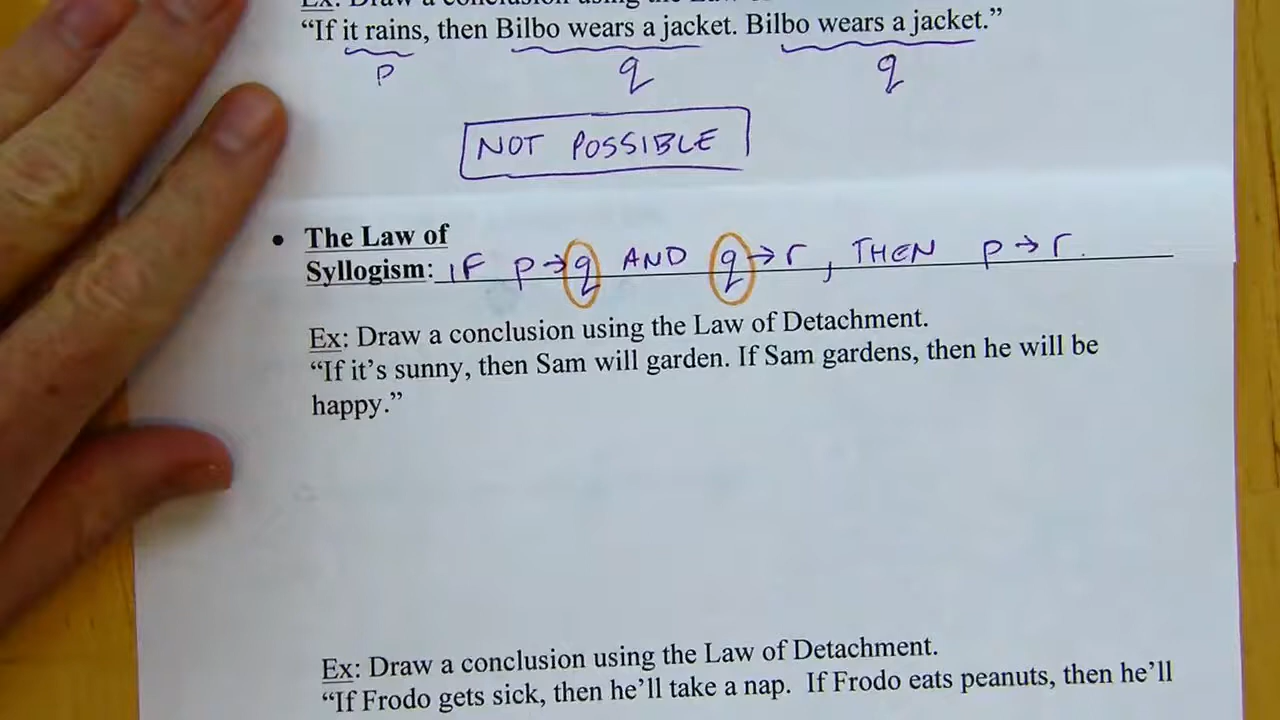 “If it rains, then Bilbo wears a jacket. Bilbo wears a jacket.”
p q q
NOT POSSIBLE
• The Law of
Syllogism: IF p→q AND q→r, THEN p→r.
Ex: Draw a conclusion using the Law of Detachment.
“If it’s sunny, then Sam will garden. If Sam gardens, then he will be
happy.”
Ex: Draw a conclusion using the Law of Detachment.
“If Frodo gets sick, then he’ll take a nap. If Frodo eats peanuts, then he’ll